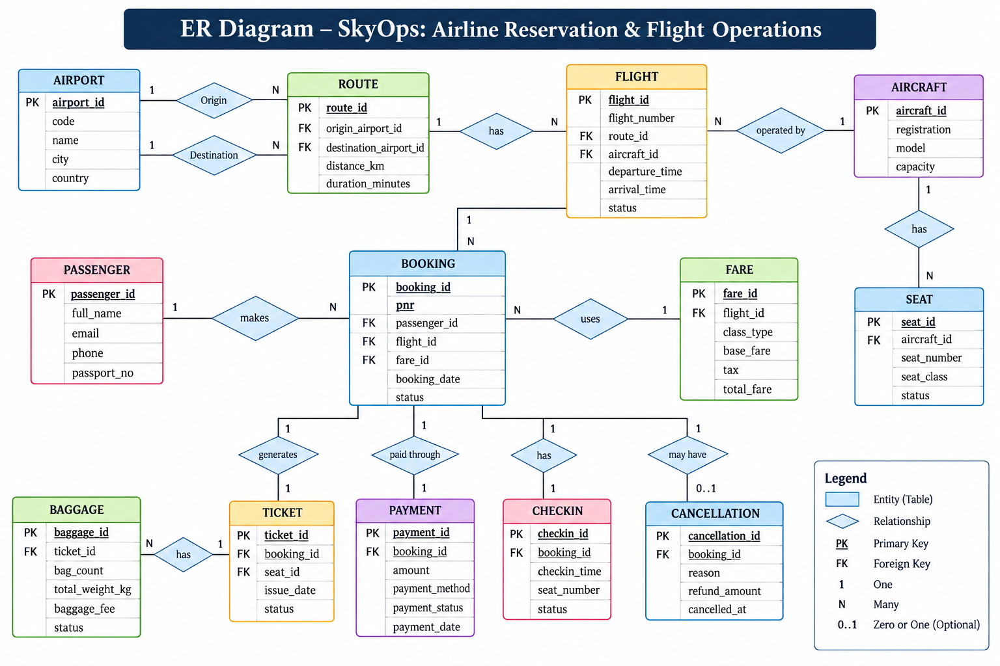 ER Diagram – SkyOps: Airline Reservation & Flight Operations
AIRPORT
PK airport_id
code
name
city
country
1
Origin
N
1
Destination
N
ROUTE
PK route_id
FK origin_airport_id
FK destination_airport_id
distance_km
duration_minutes
1
has
N
FLIGHT
PK flight_id
flight_number
FK route_id
FK aircraft_id
departure_time
arrival_time
status
N
operated by
1
AIRCRAFT
PK aircraft_id
registration
model
capacity
1
has
N
SEAT
PK seat_id
FK aircraft_id
seat_number
seat_class
status
1
N
PASSENGER
PK passenger_id
full_name
email
phone
passport_no
1
makes
N
BOOKING
PK booking_id
pnr
FK passenger_id
FK flight_id
FK fare_id
booking_date
status
N
uses
1
FARE
PK fare_id
FK flight_id
class_type
base_fare
tax
total_fare
1
generates
1
1
paid through
1
1
has
1
1
may have
0..1
BAGGAGE
PK baggage_id
FK ticket_id
bag_count
total_weight_kg
baggage_fee
status
N
has
1
TICKET
PK ticket_id
FK booking_id
FK seat_id
issue_date
status
PAYMENT
PK payment_id
FK booking_id
amount
payment_method
payment_status
payment_date
CHECKIN
PK checkin_id
FK booking_id
checkin_time
seat_number
status
CANCELLATION
PK cancellation_id
FK booking_id
reason
refund_amount
cancelled_at
Legend
Entity (Table)
Relationship
PK Primary Key
FK Foreign Key
1 One
N Many
0..1 Zero or One (Optional)